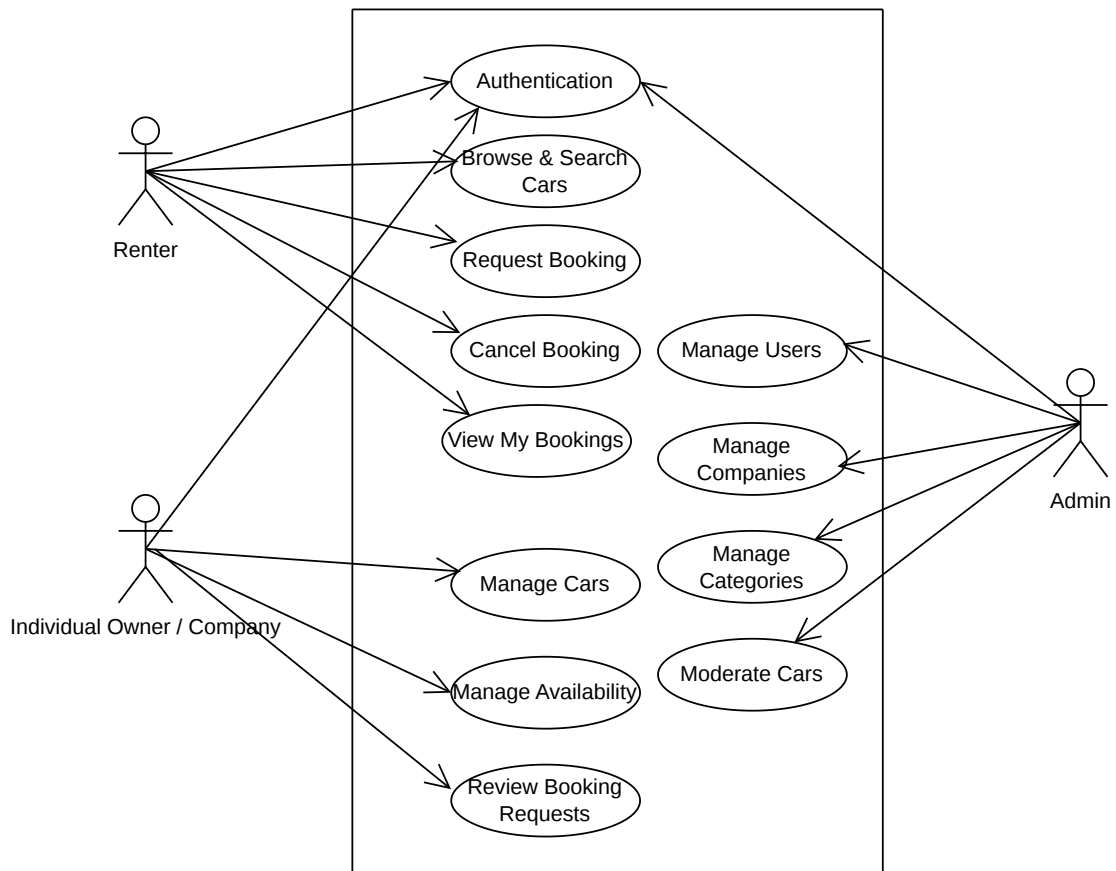 Authentication
Browse & Search
Cars
Renter
Request Booking
Cancel Booking
Manage Users
View My Bookings
Manage
Companies
Admin
Manage Cars
Manage
Categories
Individual Owner / Company
Manage Availability
Moderate Cars
Review Booking
Requests